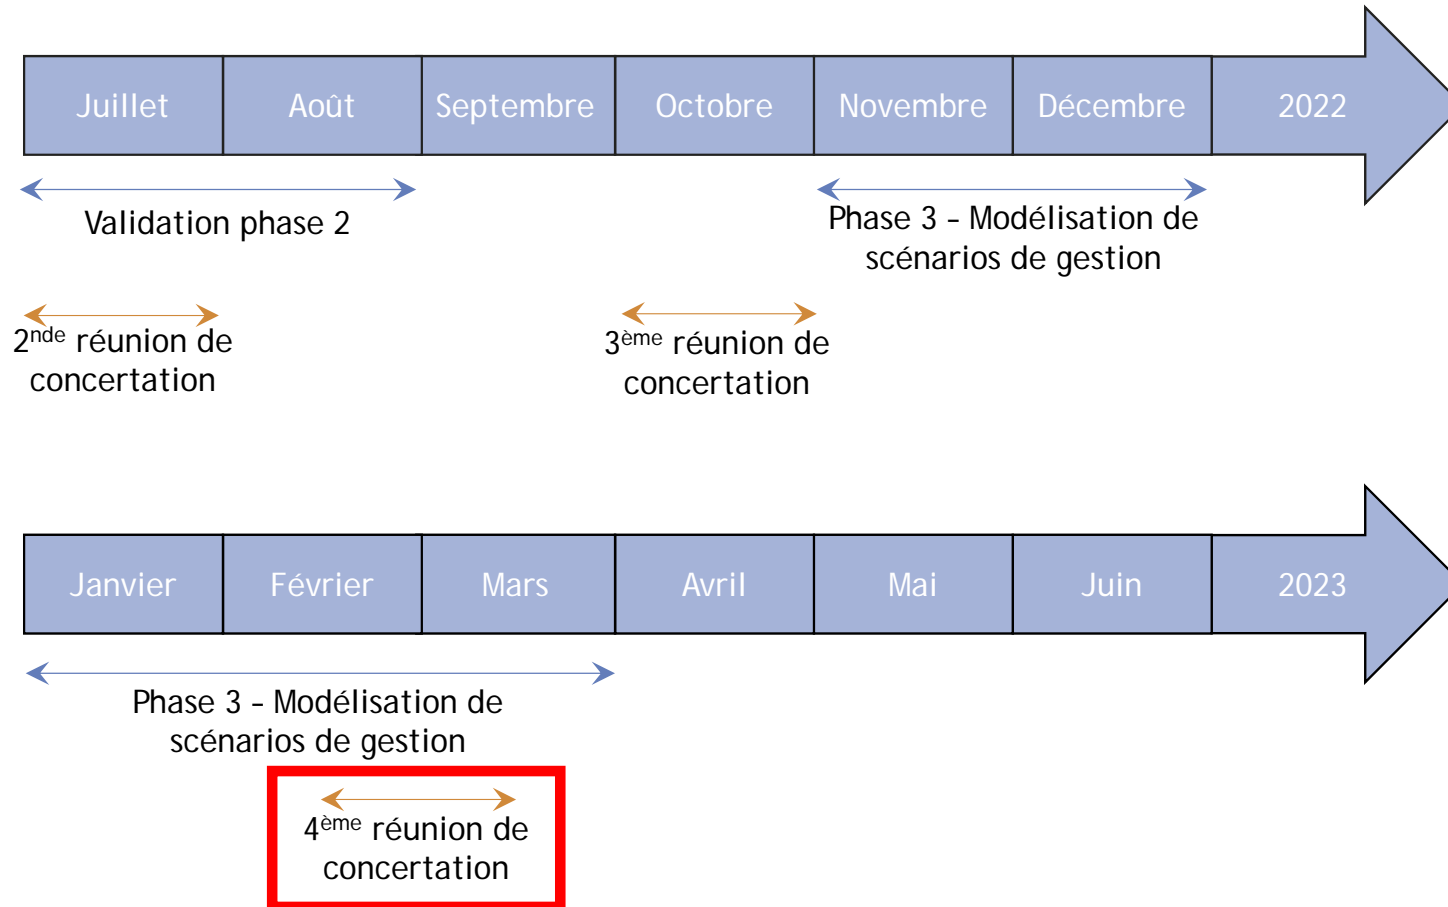 Juillet Août Septembre Octobre Novembre Décembre 2022
Validation phase 2
Phase 3 – Modélisation de
scénarios de gestion
2nde réunion de
concertation
3ème réunion de
concertation
Janvier Février Mars Avril Mai Juin 2023
Phase 3 – Modélisation de
scénarios de gestion
4ème réunion de
concertation